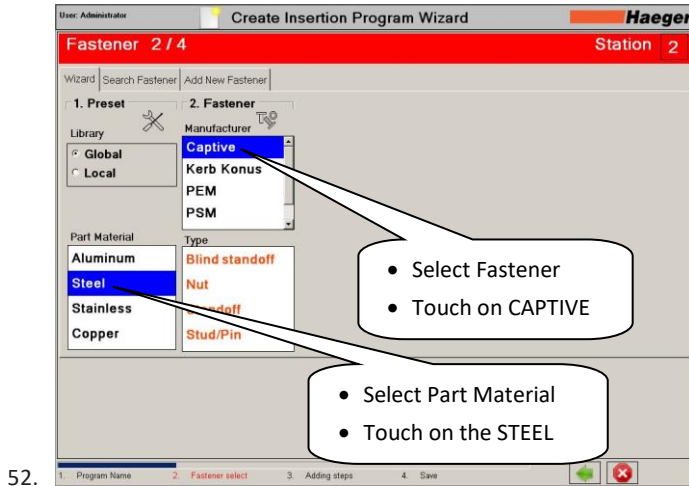 User: Administrator
Create Insertion Program Wizard
Haeger
Fastener 2 / 4
Station 2
Wizard
Search Fastener
Add New Fastener
1. Preset
2. Fastener
Library
Manufacturer
Global
Local
Captive
Kerb Konus
PEM
PSM
Part Material
Type
Aluminum
Steel
Stainless
Copper
Blind standoff
Nut
Stud/Pin
• Select Fastener
• Touch on CAPTIVE
• Select Part Material
• Touch on the STEEL
52.
1. Program Name
2. Fastener select
3. Adding steps
4. Save